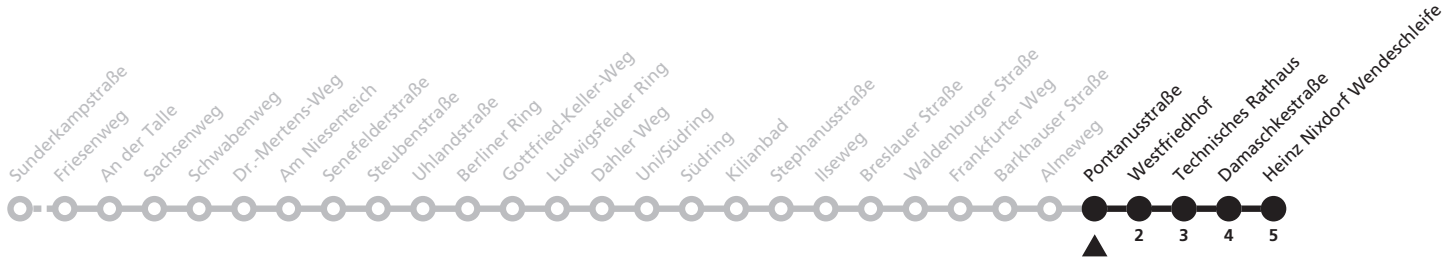 Sunderkampstraße
Friesenweg
An der Talle
Sachsenweg
Schwabenweg
Dr.-Mertens-Weg
Am Niesenteich
Senefelderstraße
Steubenstraße
Uhlandstraße
Berliner Ring
Gottfried-Keller-Weg
Ludwigsfelder Ring
Dahler Weg
Uni/Südring
Südring
Kilianbad
Stephanusstraße
Ilseweg
Breslauer Straße
Waldenburger Straße
Frankfurter Weg
Barkhauser Straße
Almeweg
Pontanusstraße
Westfriedhof
Technisches Rathaus
Damaschkestraße
Heinz Nixdorf Wendeschleife
2 3 4 5